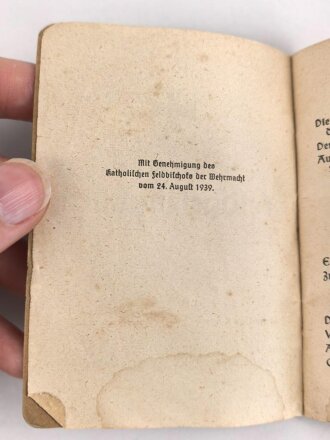 Mit Genehmigung des
Katholischen Feldbischofs der Wehrmacht
vom 24. August 1939.